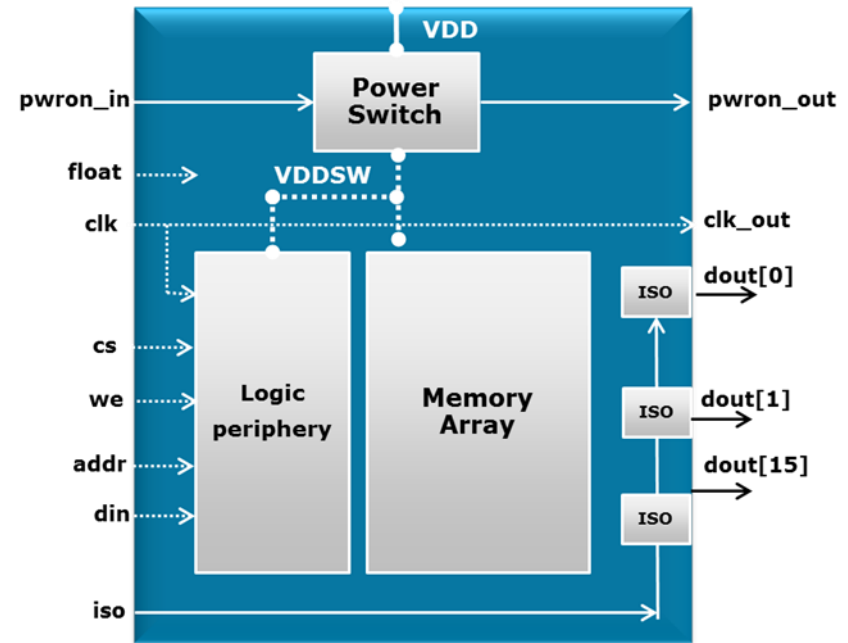 VDD
pwron_in
Power
Switch
pwron_out
float
VDDSW
clk
clk_out
dout[0]
ISO
cs
we
Logic
periphery
Memory
Array
ISO
dout[1]
addr
dout[15]
din
ISO
iso